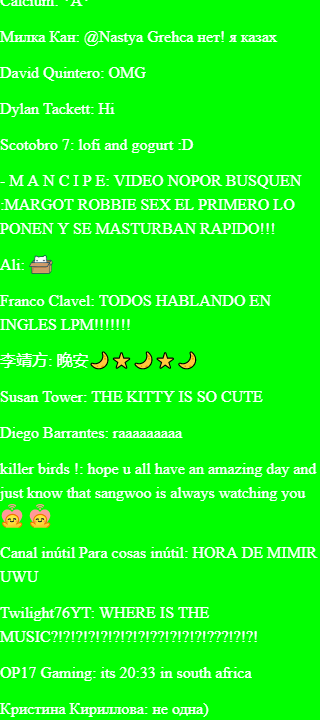 Calcium: *A*
Милка Кан: @Nastya Grehca нет! я казах
David Quintero: OMG
Dylan Tackett: Hi
Scotobro 7: lofi and gogurt :D
- M A N C I P E: VIDEO NOPOR BUSQUEN
:MARGOT ROBBIE SEX EL PRIMERO LO
PONEN Y SE MASTURBAN RAPIDO!!!
Ali:
Franco Clavel: TODOS HABLANDO EN
INGLES LPM!!!!!!!
李靖方: 晚安🌙⭐🌙⭐🌙
Susan Tower: THE KITTY IS SO CUTE
Diego Barrantes: raaaaaaaaa
killer birds !: hope u all have an amazing day and
just know that sangwoo is always watching you
Canal inútil Para cosas inútil: HORA DE MIMIR
UWU
Twilight76YT: WHERE IS THE
MUSIC?!?!?!?!?!?!?!?!??!?!?!?!???!?!?!
OP17 Gaming: its 20:33 in south africa
Кристина Кириллова: не одна)